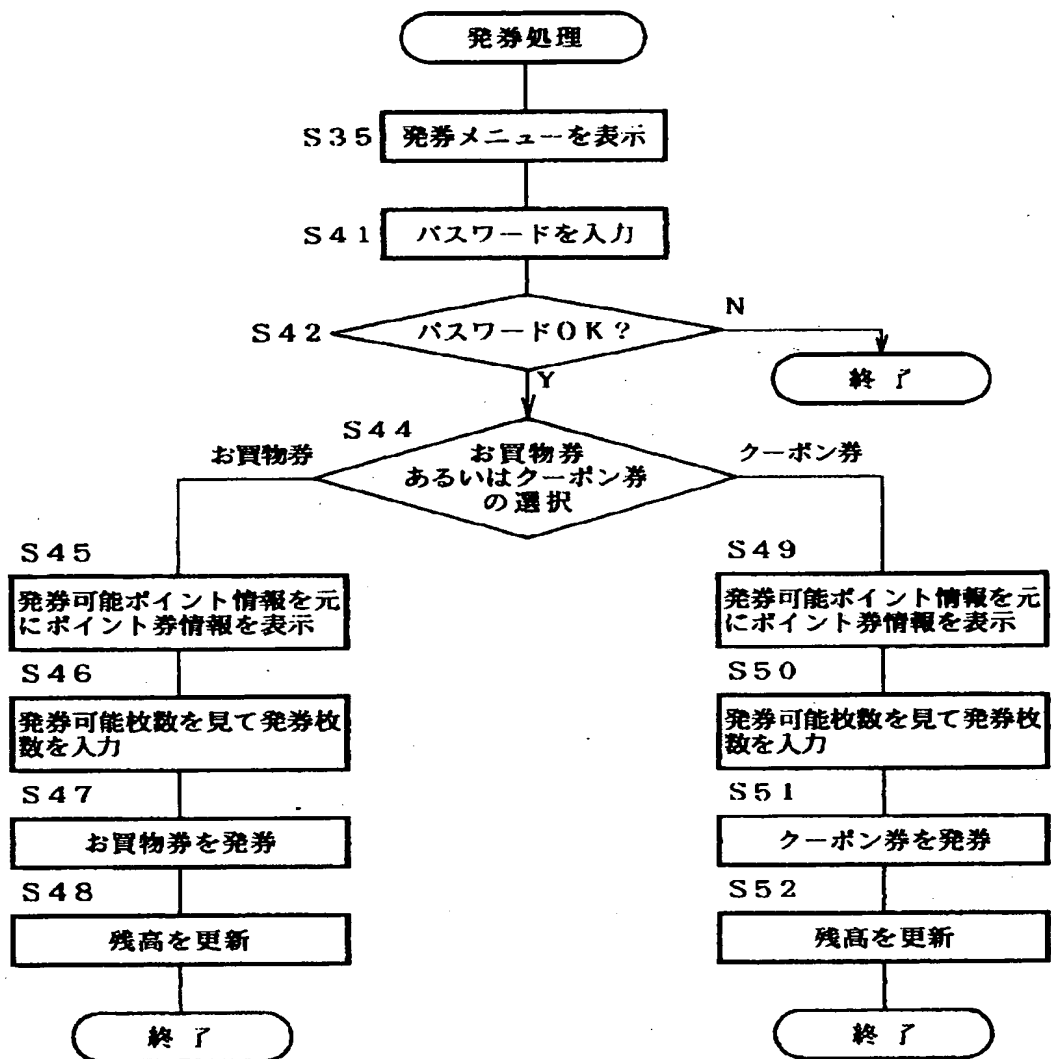 発券処理
S35
発券メニューを表示
S41
パスワードを入力
S42
パスワードOK?
N
終了
Y
S44
お買物券
お買物券
あるいはクーポン券
の選択
クーポン券
S45
発券可能ポイント情報を元
にポイント券情報を表示
S46
発券可能枚数を見て発券枚
数を入力
S47
お買物券を発券
S48
残高を更新
終了
S49
発券可能ポイント情報を元
にポイント券情報を表示
S50
発券可能枚数を見て発券枚
数を入力
S51
クーポン券を発券
S52
残高を更新
終了